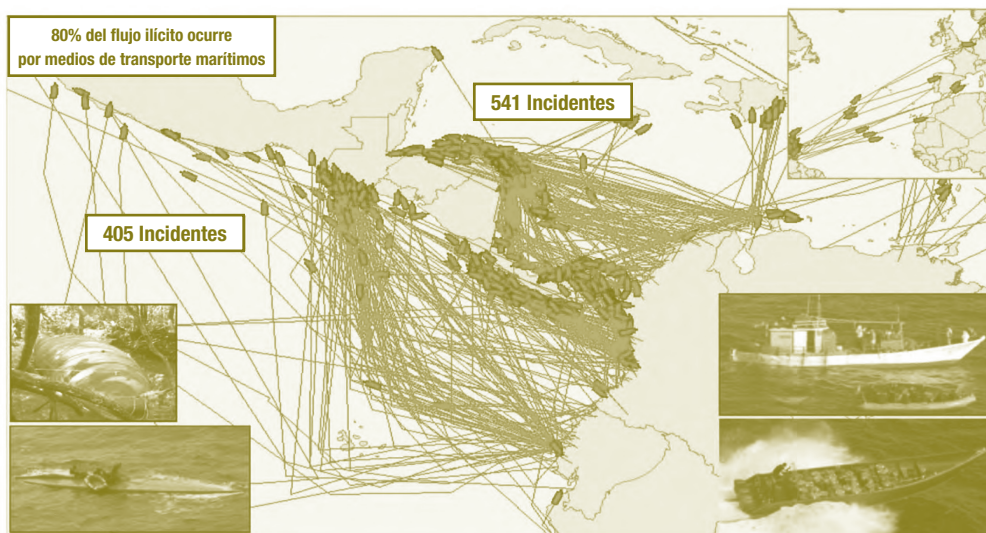 80% del flujo ilícito ocurre
por medios de transporte marítimos
541 Incidentes
405 Incidentes